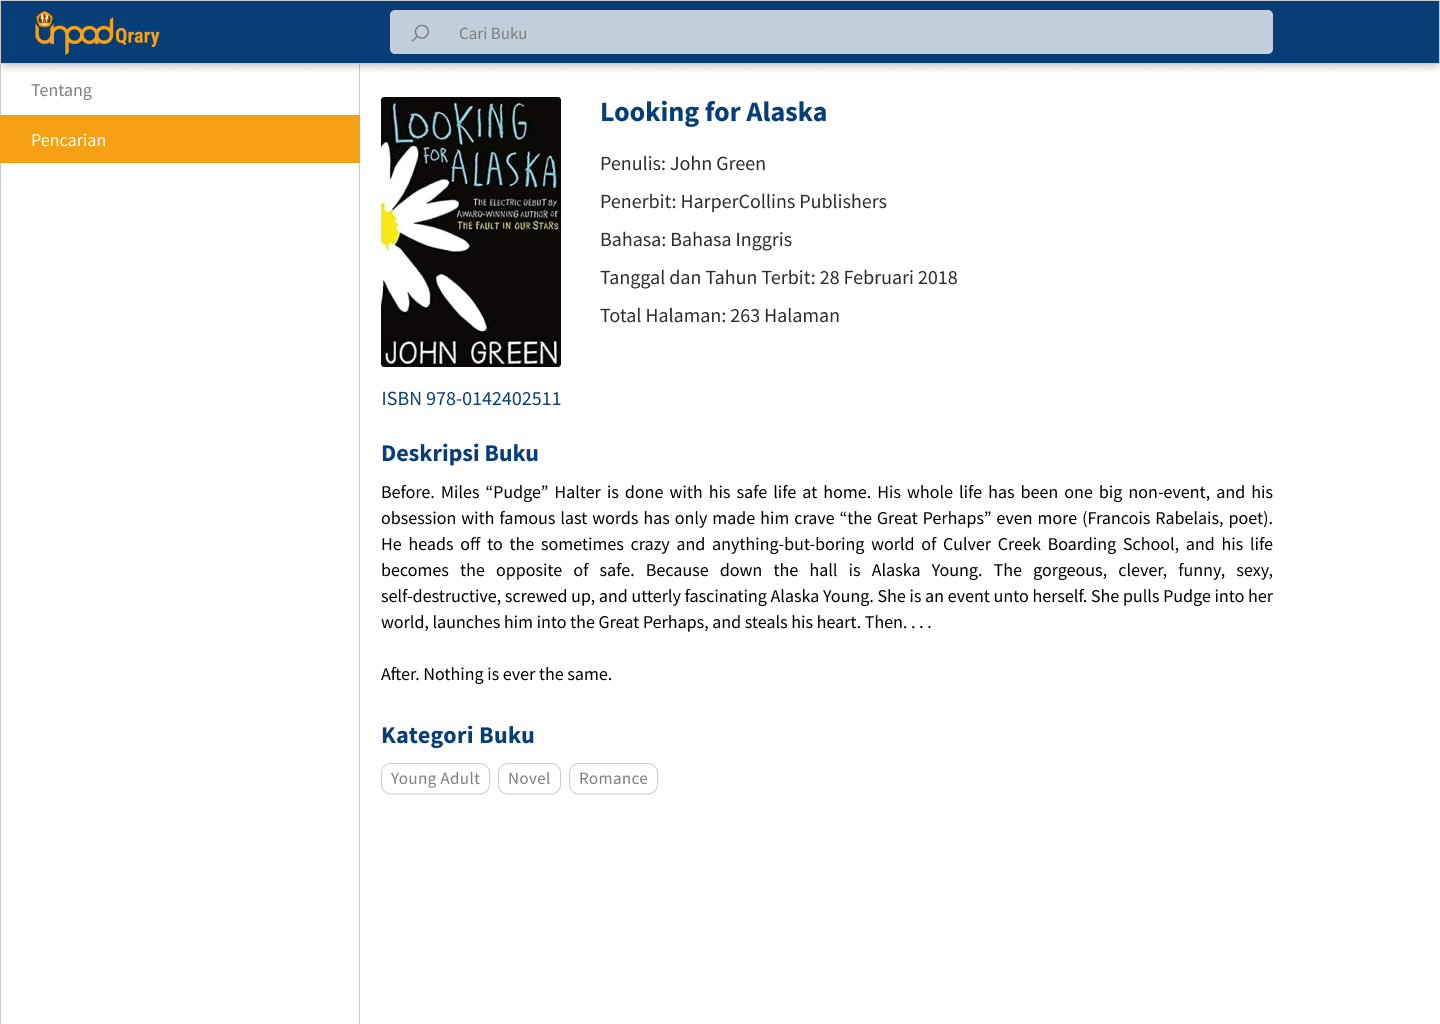 Unpad Qrary
Cari Buku
Tentang
Pencarian
LOOKING
FOR ALASKA
THE ELECTRIC DEBUT BY
AWARD-WINNING AUTHOR OF
THE FAULT IN OUR STARS
JOHN GREEN
Looking for Alaska
Penulis: John Green
Penerbit: HarperCollins Publishers
Bahasa: Bahasa Inggris
Tanggal dan Tahun Terbit: 28 Februari 2018
Total Halaman: 263 Halaman
ISBN 978-0142402511
Deskripsi Buku
Before. Miles “Pudge” Halter is done with his safe life at home. His whole life has been one big non-event, and his
obsession with famous last words has only made him crave “the Great Perhaps” even more (Francois Rabelais, poet).
He heads off to the sometimes crazy and anything-but-boring world of Culver Creek Boarding School, and his life
becomes the opposite of safe. Because down the hall is Alaska Young. The gorgeous, clever, funny, sexy,
self-destructive, screwed up, and utterly fascinating Alaska Young. She is an event unto herself. She pulls Pudge into her
world, launches him into the Great Perhaps, and steals his heart. Then. . . .
After. Nothing is ever the same.
Kategori Buku
Young Adult
Novel
Romance